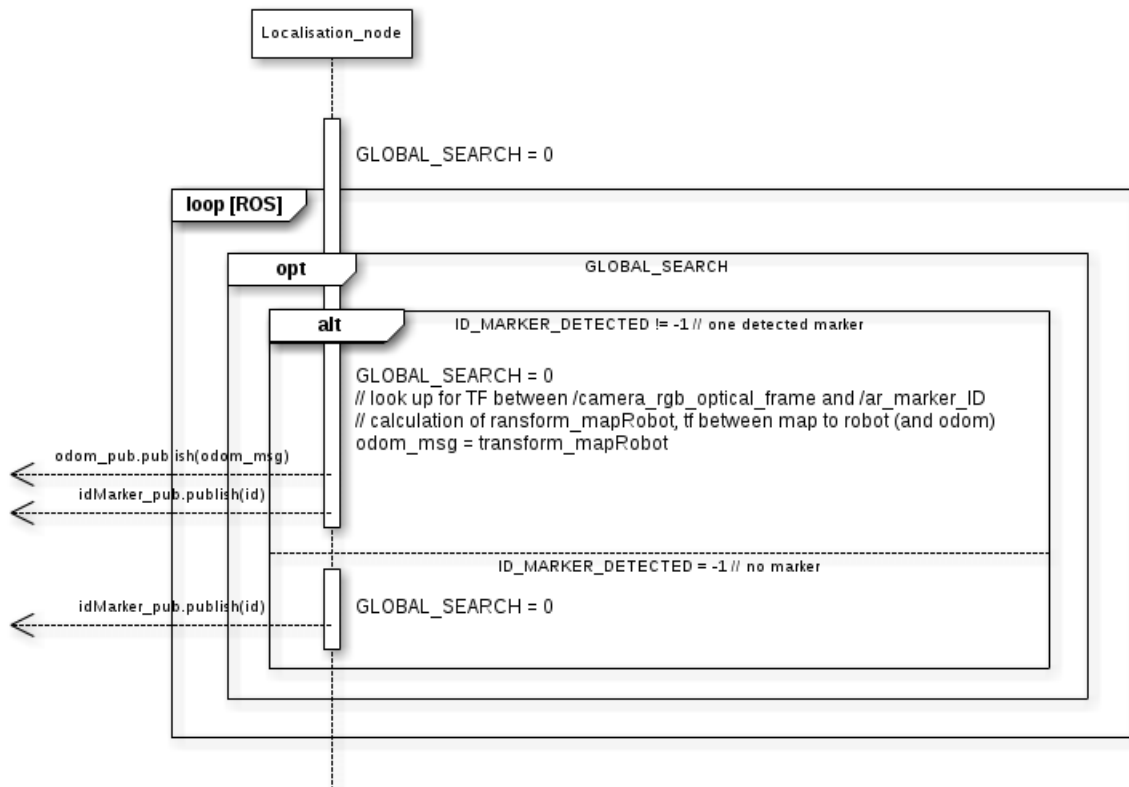 Localisation_node
GLOBAL_SEARCH = 0
loop [ROS]
opt
GLOBAL_SEARCH
alt
ID_MARKER_DETECTED != -1 // one detected marker
GLOBAL_SEARCH = 0
// look up for TF between /camera_rgb_optical_frame and /ar_marker_ID
// calculation of ransform_mapRobot, tf between map to robot (and odom)
odom_msg = transform_mapRobot
odom_pub.publish(odom_msg)
idMarker_pub.publish(id)
ID_MARKER_DETECTED = -1 // no marker
idMarker_pub.publish(id)
GLOBAL_SEARCH = 0